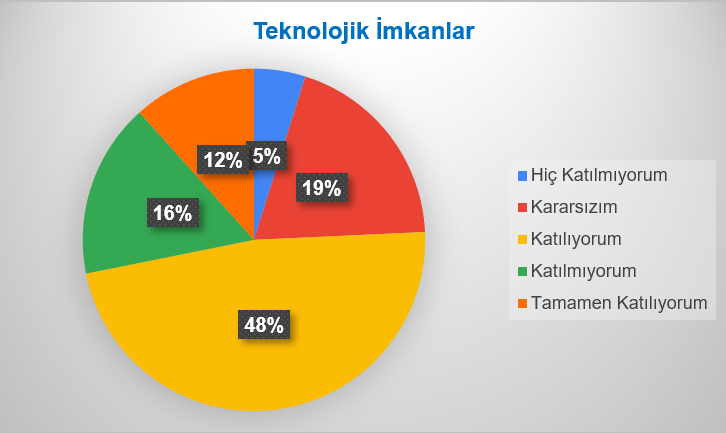 Teknolojik İmkanlar
5%
12%
19%
16%
48%
Hiç Katılmıyorum
Kararsızım
Katılıyorum
Katılmıyorum
Tamamen Katılıyorum